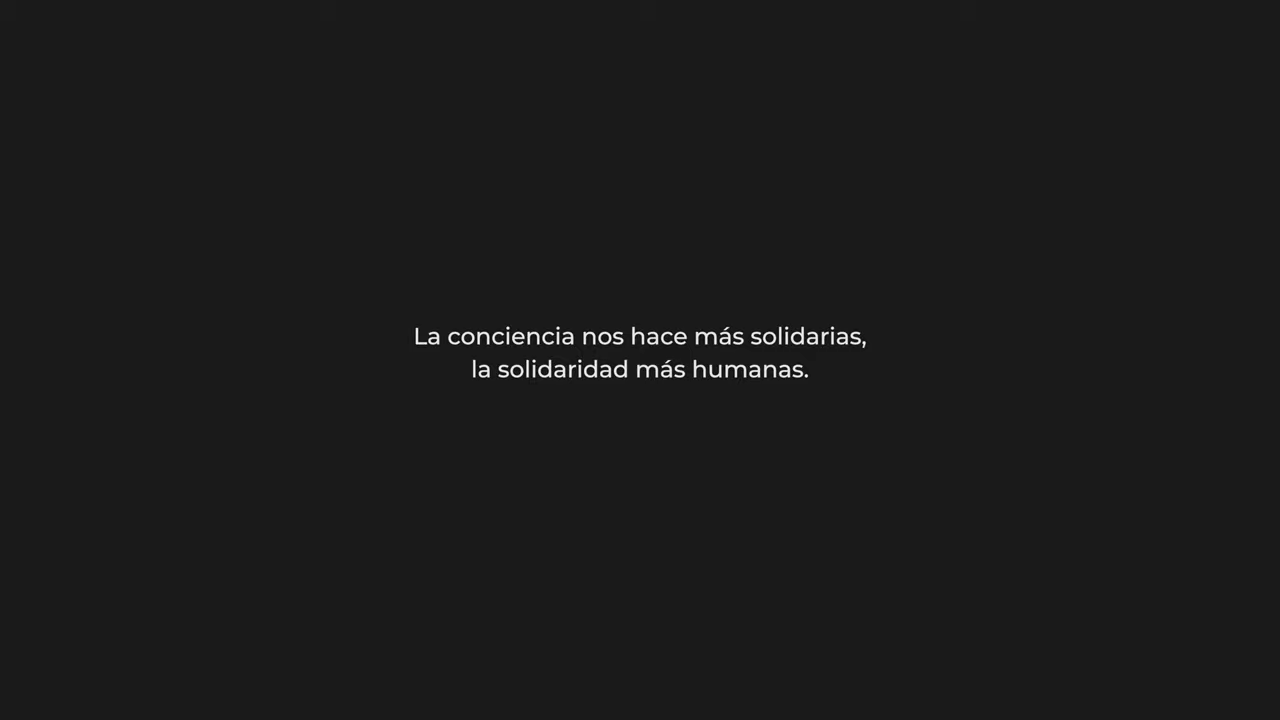 La conciencia nos hace más solidarias,
la solidaridad más humanas.